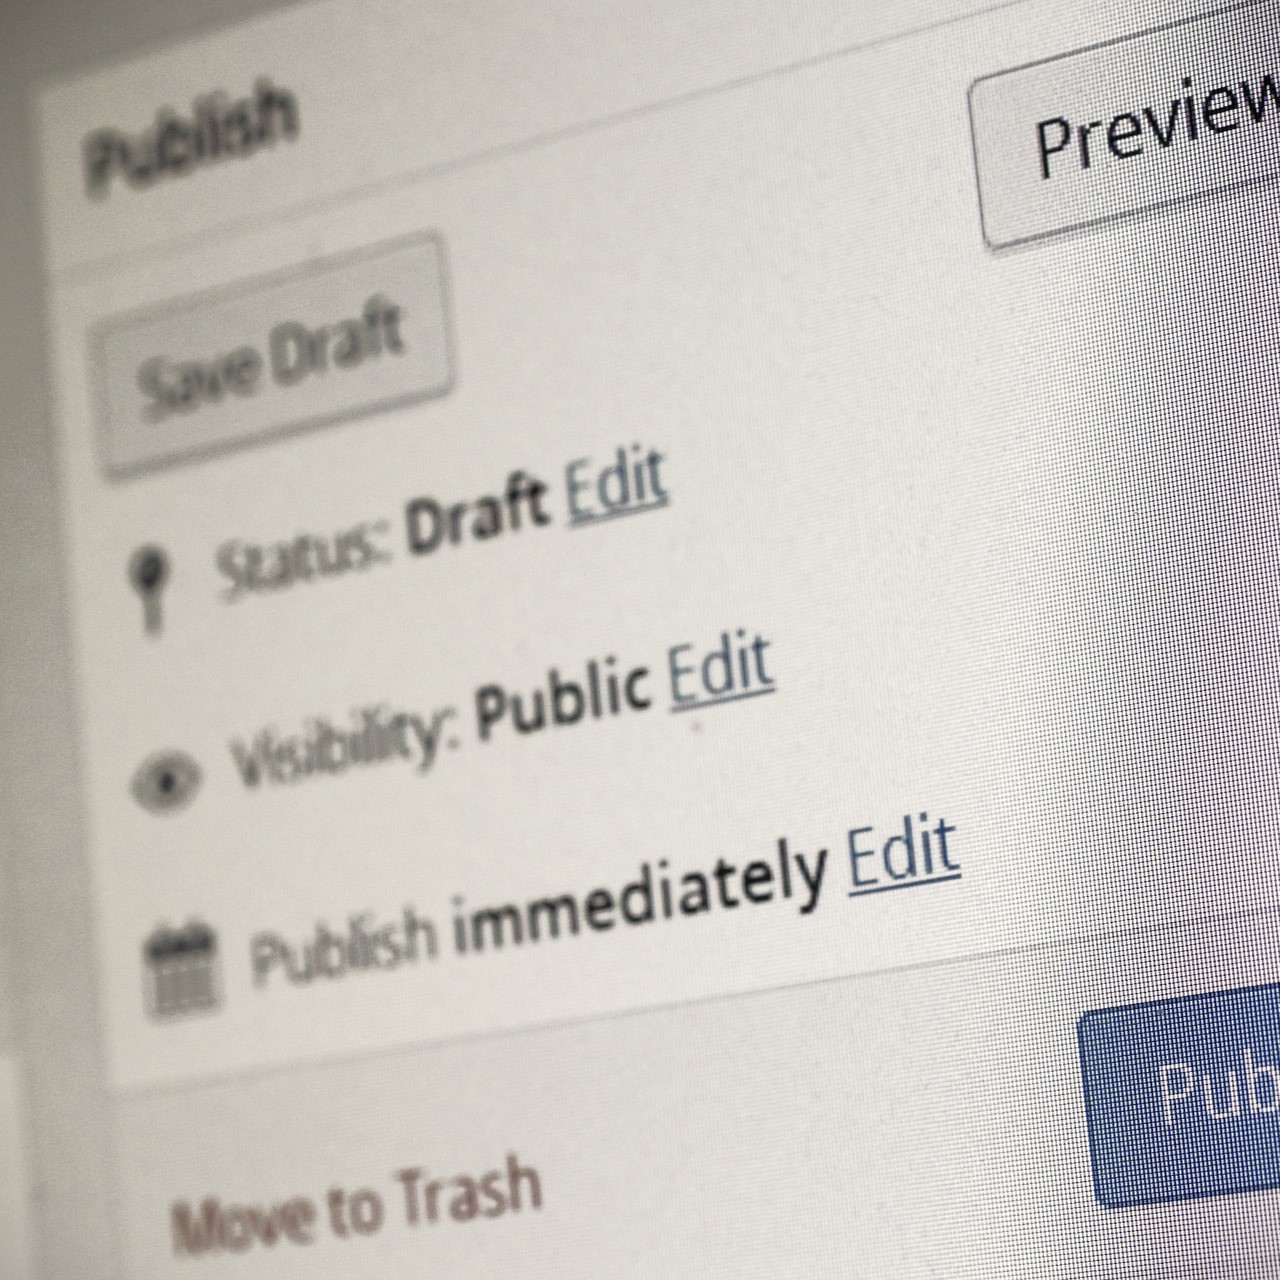 Publish
Preview
Save Draft
Status: Draft Edit
Visibility: Public Edit
Publish immediately Edit
Pub
Move to Trash